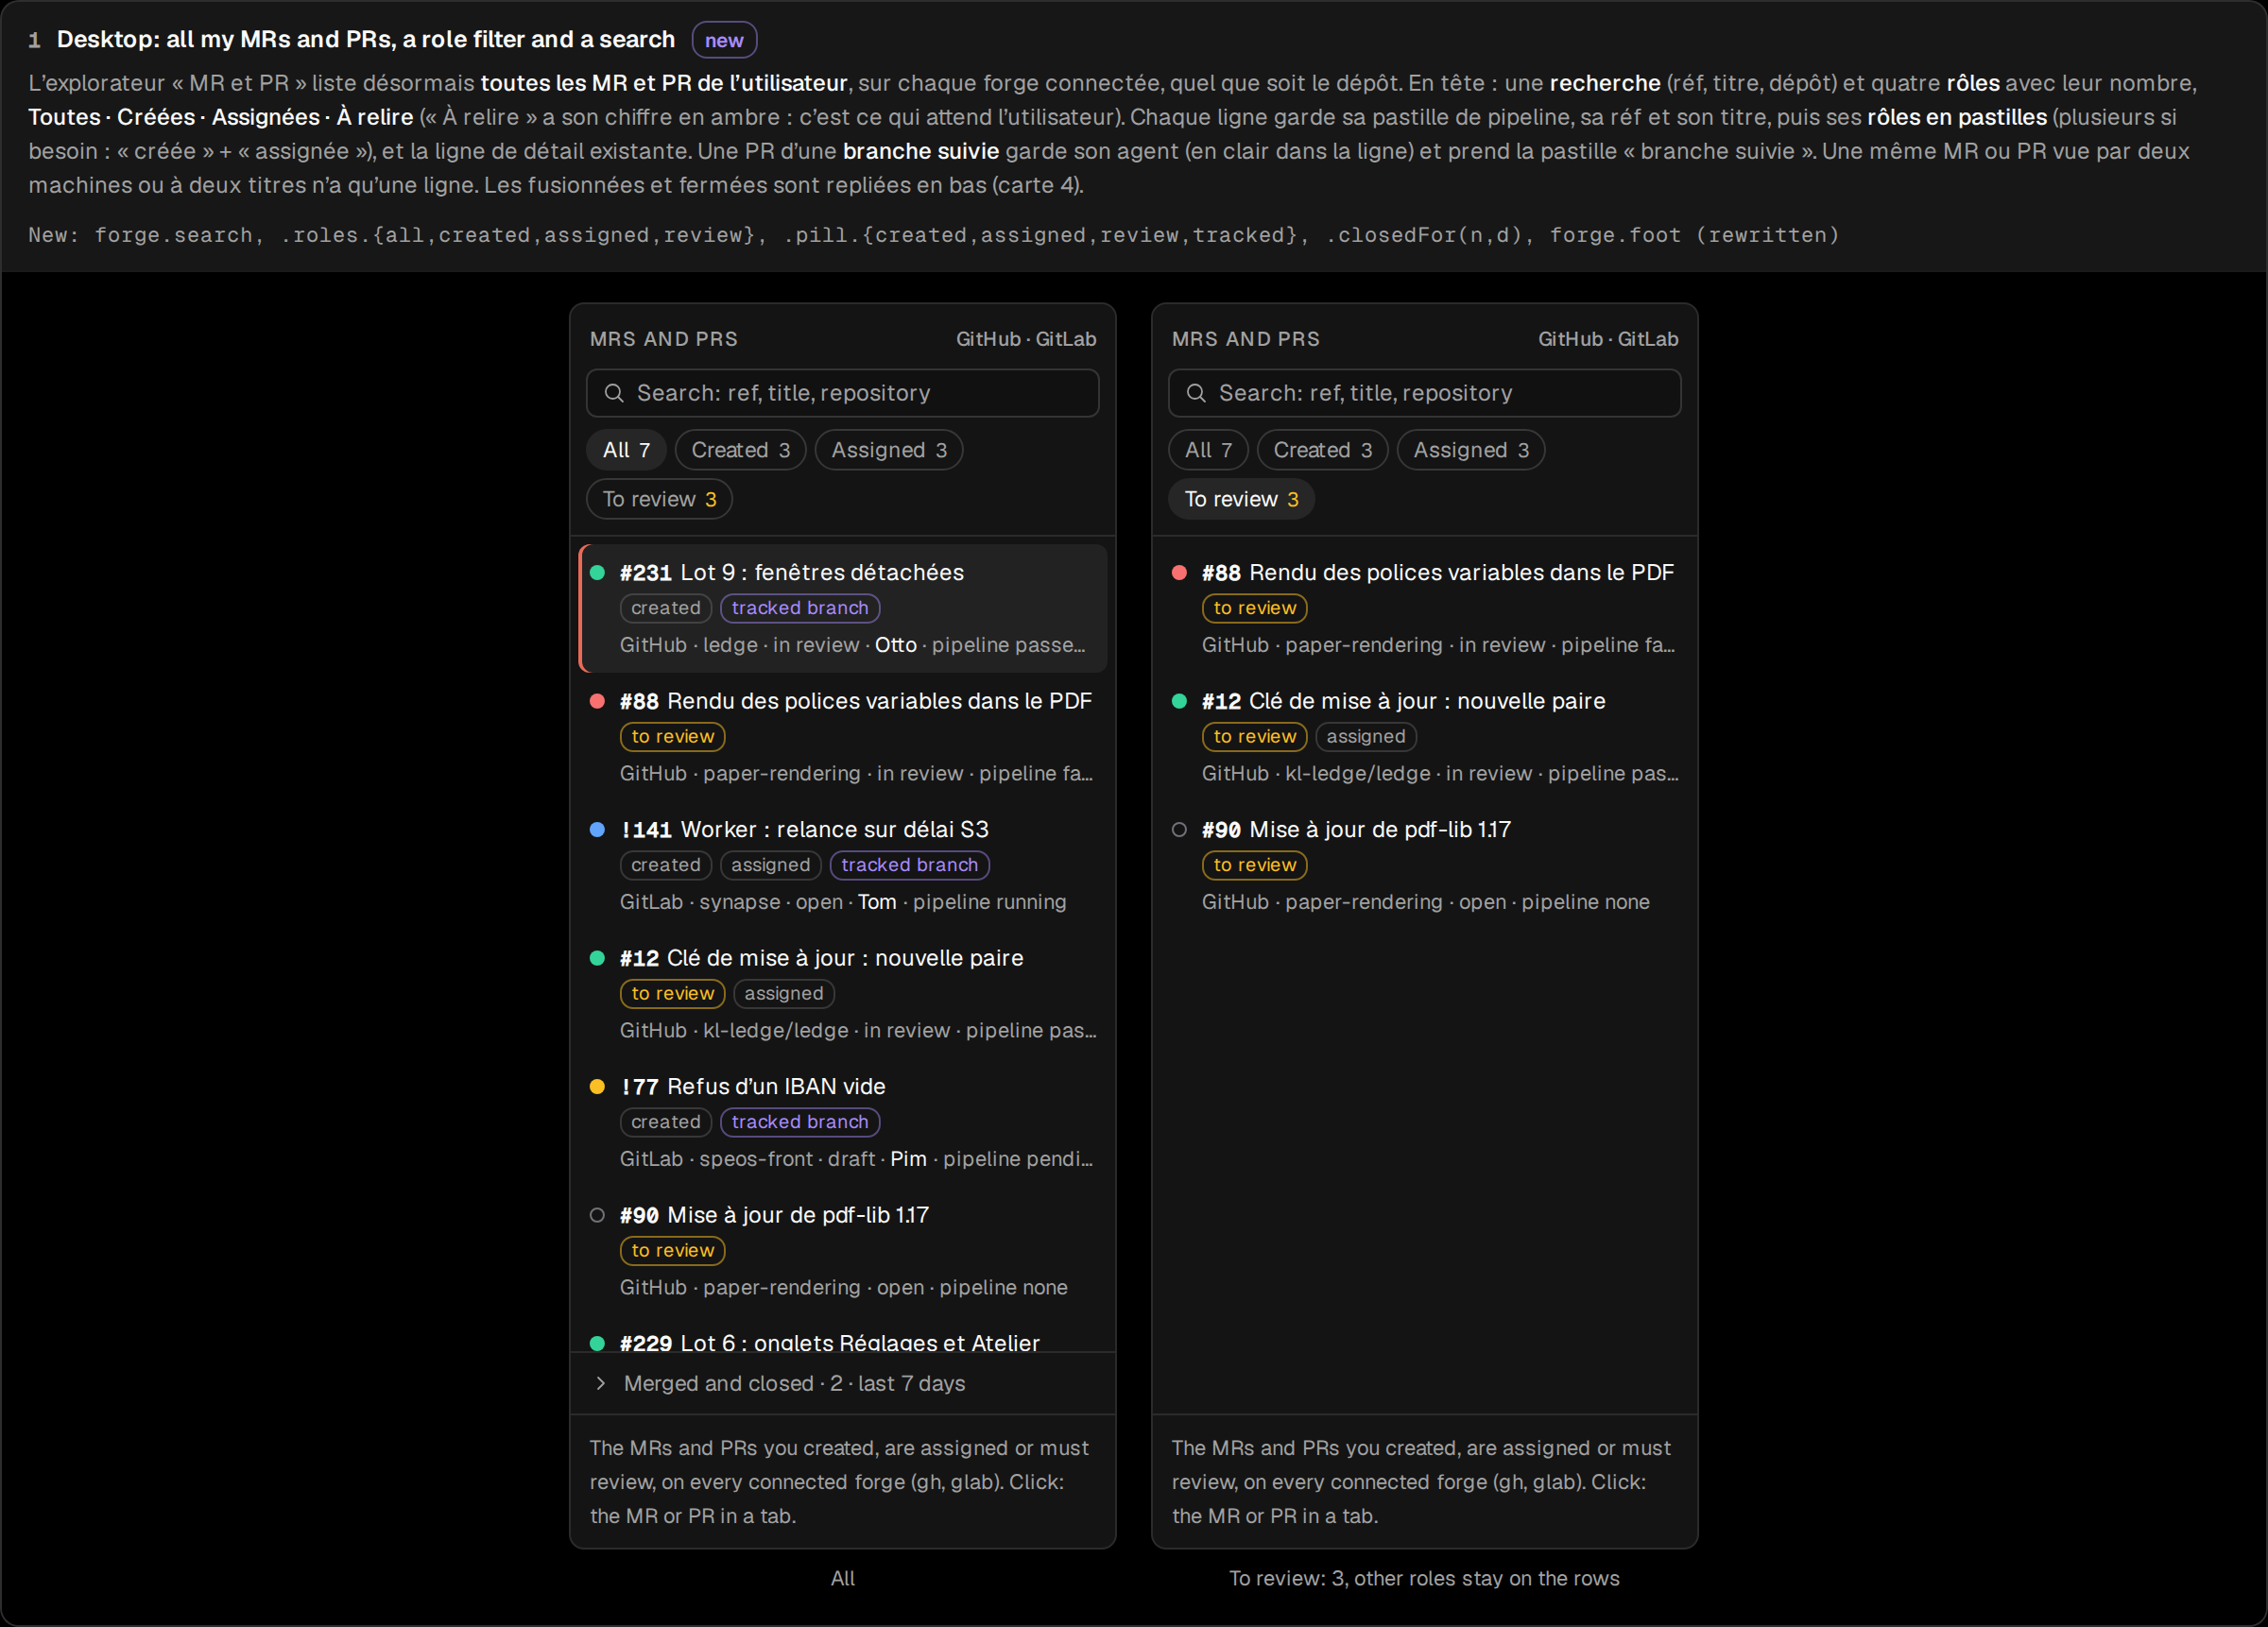 1 Desktop: all my MRs and PRs, a role filter and a search new
L’explorateur « MR et PR » liste désormais toutes les MR et PR de l’utilisateur, sur chaque forge connectée, quel que soit le dépôt. En tête : une recherche (réf, titre, dépôt) et quatre rôles avec leur nombre,
Toutes · Créées · Assignées · À relire (« À relire » a son chiffre en ambre : c’est ce qui attend l’utilisateur). Chaque ligne garde sa pastille de pipeline, sa réf et son titre, puis ses rôles en pastilles (plusieurs si
besoin : « créée » + « assignée »), et la ligne de détail existante. Une PR d’une branche suivie garde son agent (en clair dans la ligne) et prend la pastille « branche suivie ». Une même MR ou PR vue par deux
machines ou à deux titres n’a qu’une ligne. Les fusionnées et fermées sont repliées en bas (carte 4).
New: forge.search, .roles.{all,created,assigned,review}, .pill.{created,assigned,review,tracked}, .closedFor(n,d), forge.foot (rewritten)
MRS AND PRS GitHub · GitLab
Search: ref, title, repository
All 7 Created 3 Assigned 3
To review 3
#231 Lot 9 : fenêtres détachées
created tracked branch
GitHub · ledge · in review · Otto · pipeline passe…
#88 Rendu des polices variables dans le PDF
to review
GitHub · paper-rendering · in review · pipeline fa…
!141 Worker : relance sur délai S3
created assigned tracked branch
GitLab · synapse · open · Tom · pipeline running
#12 Clé de mise à jour : nouvelle paire
to review assigned
GitHub · kl-ledge/ledge · in review · pipeline pas…
!77 Refus d’un IBAN vide
created tracked branch
GitLab · speos-front · draft · Pim · pipeline pendi…
#90 Mise à jour de pdf-lib 1.17
to review
GitHub · paper-rendering · open · pipeline none
#229 Lot 6 : onglets Réglages et Atelier
Merged and closed · 2 · last 7 days
The MRs and PRs you created, are assigned or must
review, on every connected forge (gh, glab). Click:
the MR or PR in a tab.
All
MRS AND PRS GitHub · GitLab
Search: ref, title, repository
All 7 Created 3 Assigned 3
To review 3
#88 Rendu des polices variables dans le PDF
to review
GitHub · paper-rendering · in review · pipeline fa…
#12 Clé de mise à jour : nouvelle paire
to review assigned
GitHub · kl-ledge/ledge · in review · pipeline pas…
#90 Mise à jour de pdf-lib 1.17
to review
GitHub · paper-rendering · open · pipeline none
The MRs and PRs you created, are assigned or must
review, on every connected forge (gh, glab). Click:
the MR or PR in a tab.
To review: 3, other roles stay on the rows